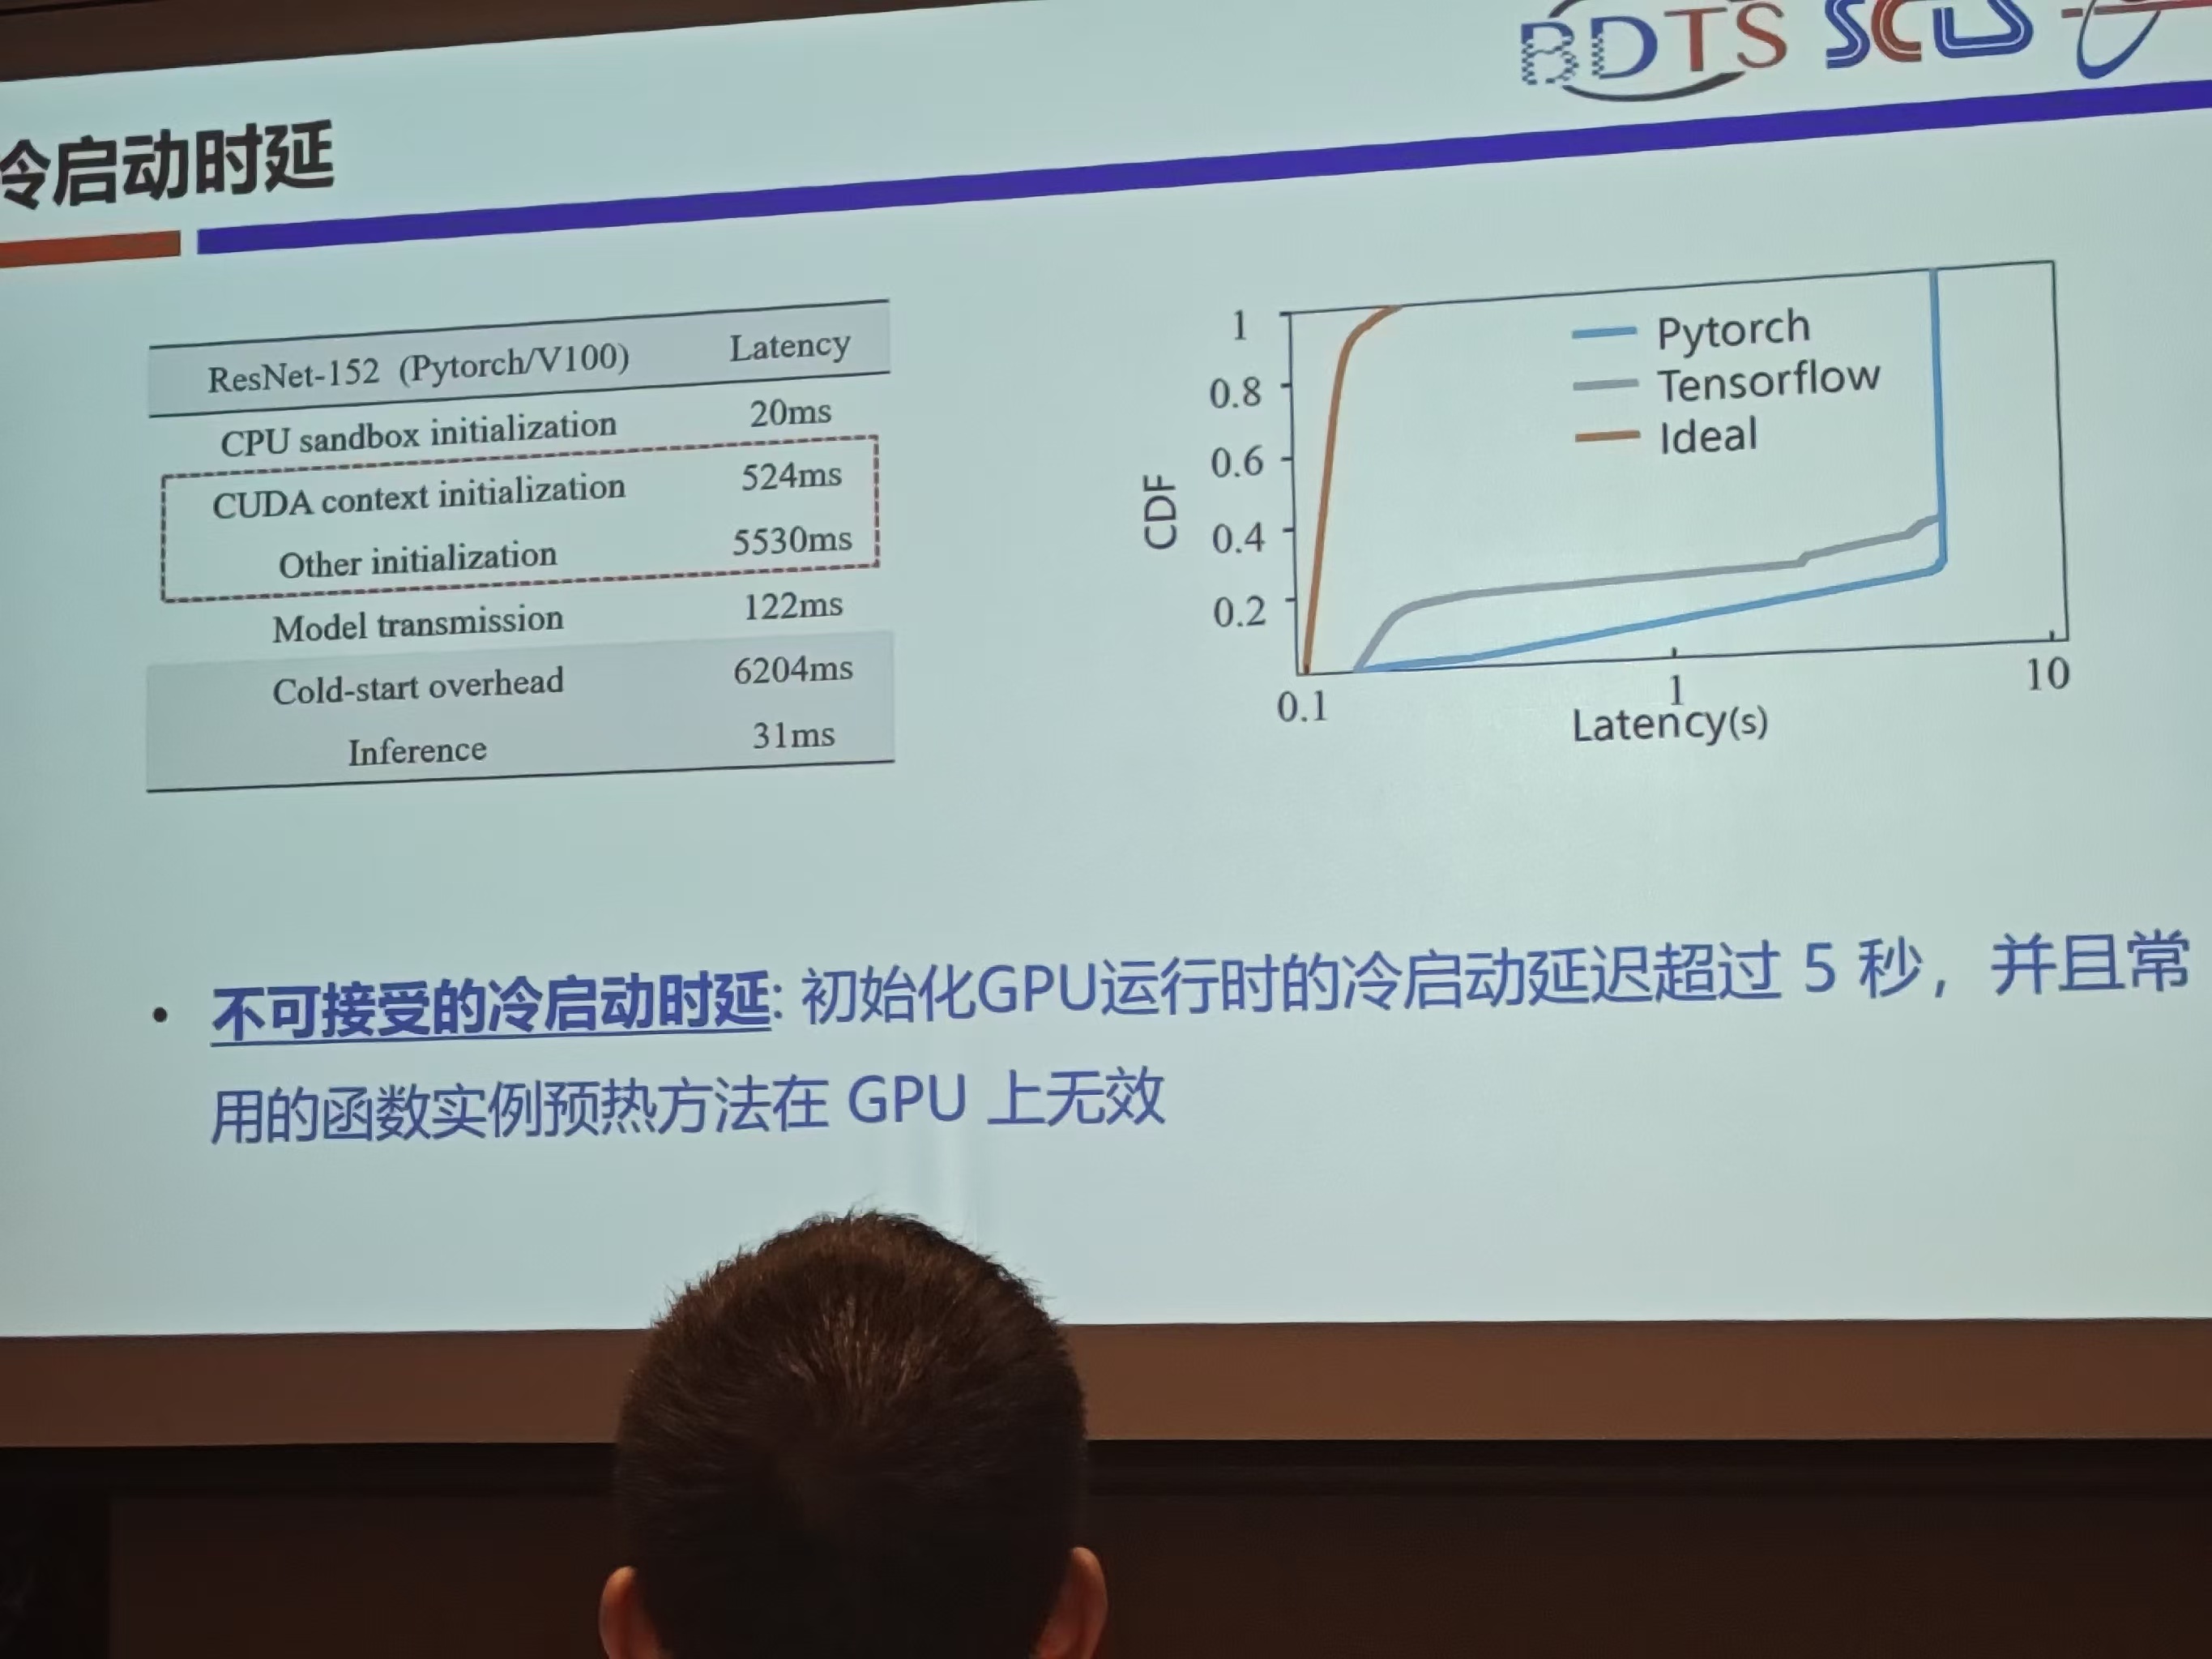 BDTS SCTS
冷启动时延
ResNet-152 (Pytorch/V100) Latency
CPU sandbox initialization 20ms
CUDA context initialization 524ms
Other initialization 5530ms
Model transmission 122ms
Cold-start overhead 6204ms
Inference 31ms
1
0.8
0.6
0.4
0.2
CDF
Pytorch
Tensorflow
Ideal
0.1
1
10
Latency(s)
• 不可接受的冷启动时延: 初始化GPU运行时的冷启动延迟超过 5 秒，并且常
用的函数实例预热方法在 GPU 上无效